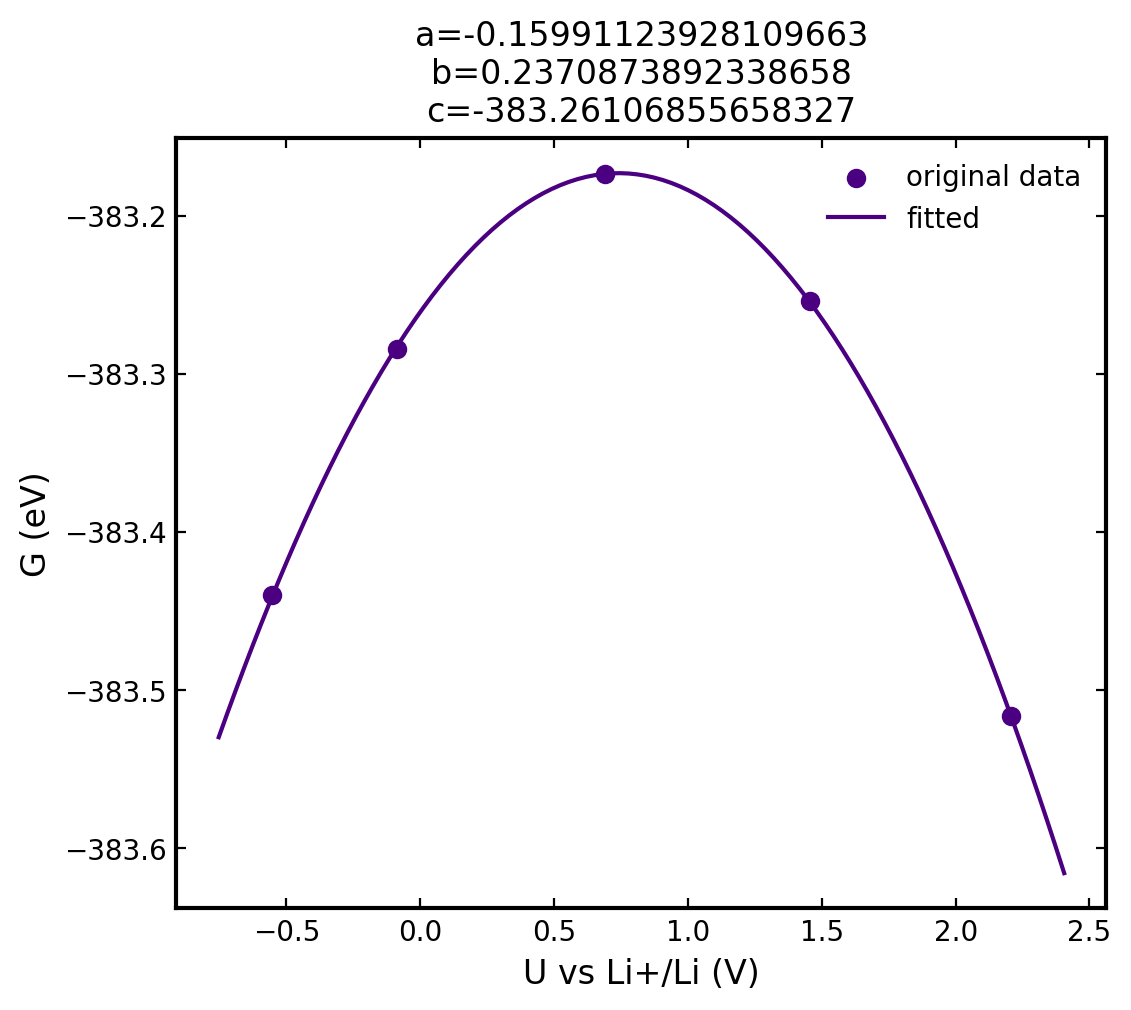 a=-0.15991123928109663
b=0.2370873892338658
c=-383.26106855658327
original data
fitted
G (eV)
−383.2
−383.3
−383.4
−383.5
−383.6
−0.5 0.0 0.5 1.0 1.5 2.0 2.5
U vs Li+/Li (V)